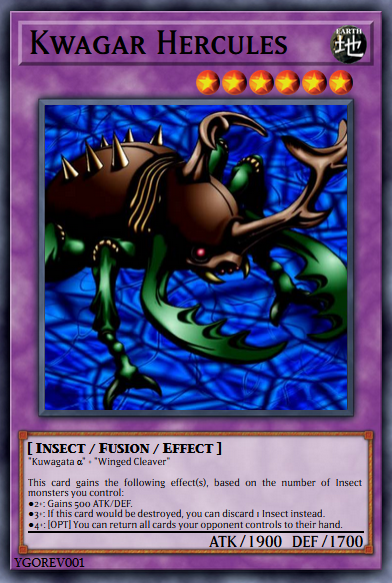 Kwagar Hercules
EARTH
地
[ Insect / Fusion / Effect ]
"Kuwagata α" + "Winged Cleaver"
This card gains the following effect(s), based on the number of Insect
monsters you control:
●2+: Gains 500 ATK/DEF.
●3+: If this card would be destroyed, you can discard 1 Insect instead.
●4+: [OPT] You can return all cards your opponent controls to their hand.
ATK/1900 DEF/1700
YGOREV001